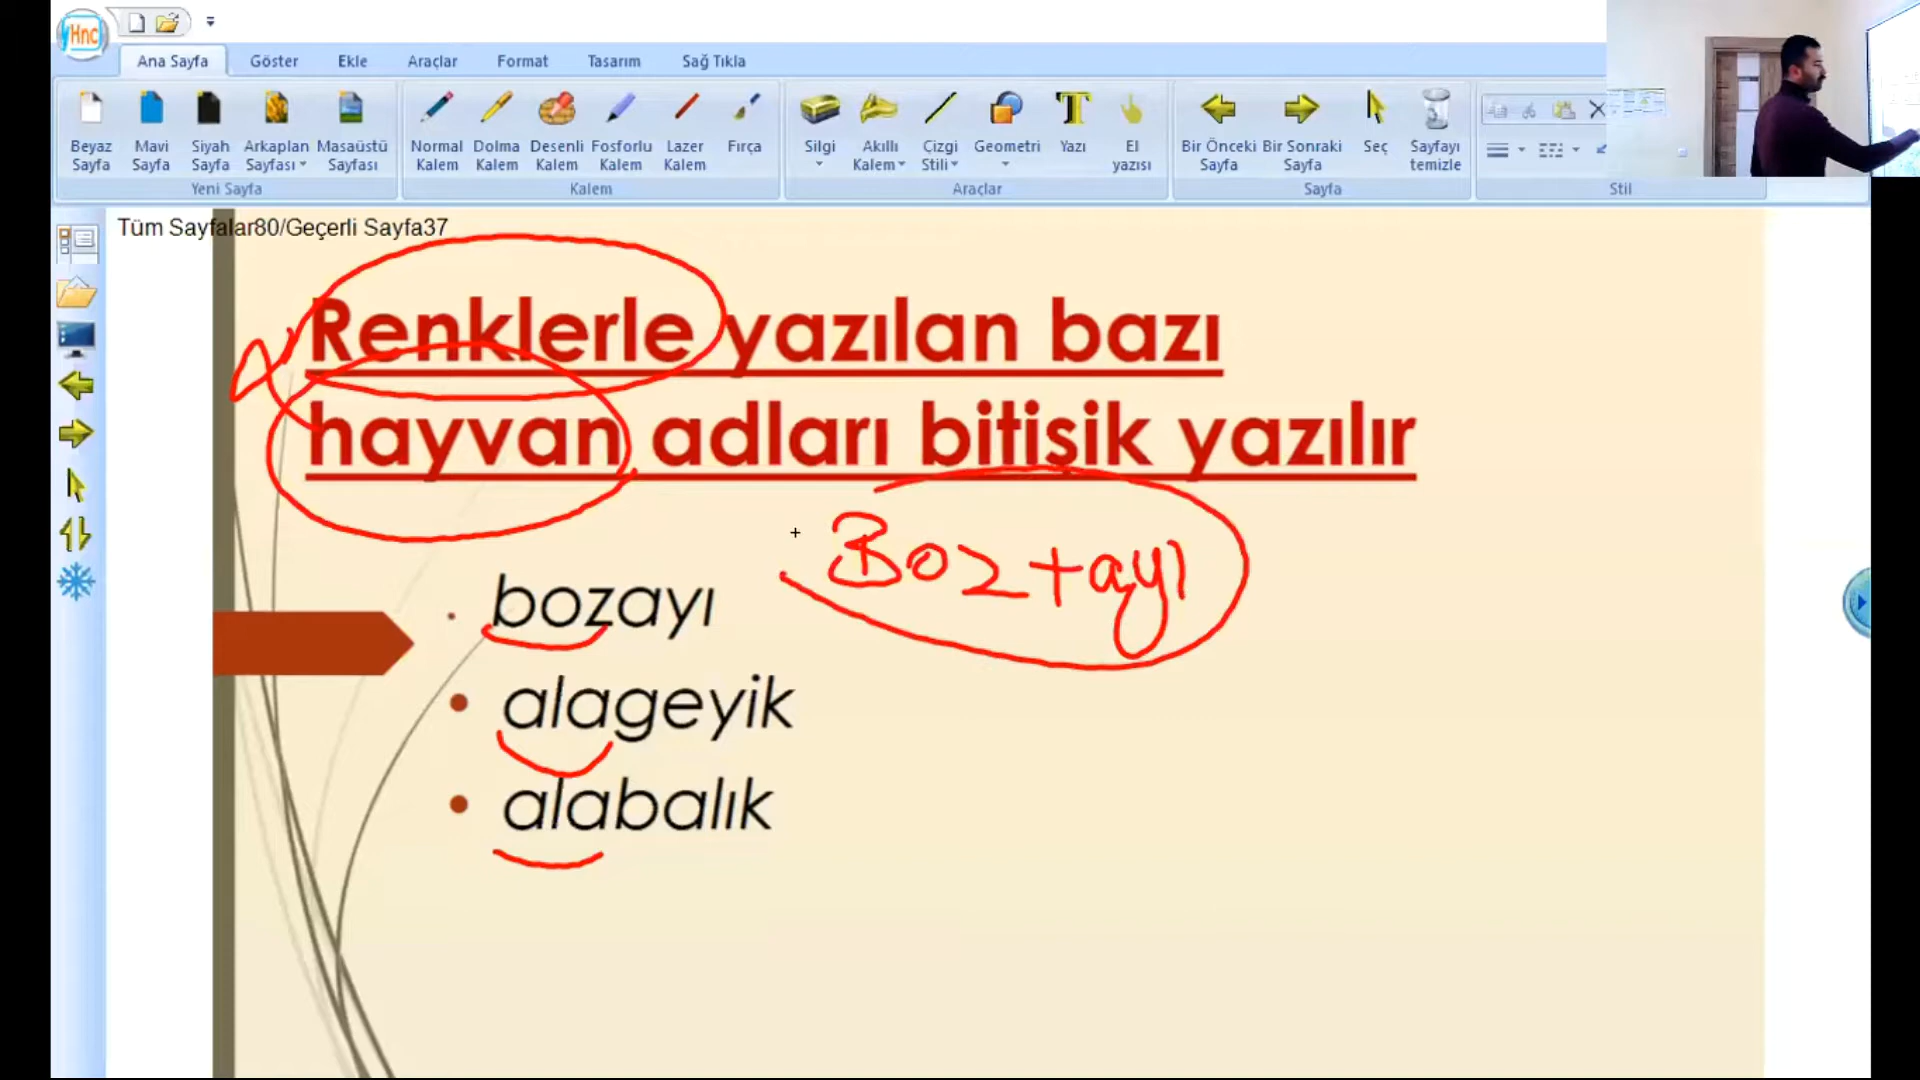 Hnc
Ana Sayfa Göster Ekle Araçlar Format Tasarım Sağ Tıkla
Beyaz Sayfa
Mavi Sayfa
Siyah Sayfa
Arkaplan Sayfası
Masaüstü Sayfası
Yeni Sayfa
Normal Kalem
Dolma Kalem
Desenli Kalem
Fosforlu Kalem
Lazer Kalem
Fırça
Kalem
Silgi
Akıllı Kalem
Çizgi Stili
Geometri
Yazı
El yazısı
Araçlar
Bir Önceki Sayfa
Bir Sonraki Sayfa
Seç
Sayfayı temizle
Sayfa
Stil
Tüm Sayfalar80/Geçerli Sayfa37
Renklerle yazılan bazı
hayvan adları bitişik yazılır
Boz+ayı
bozayı
alageyik
alabalık